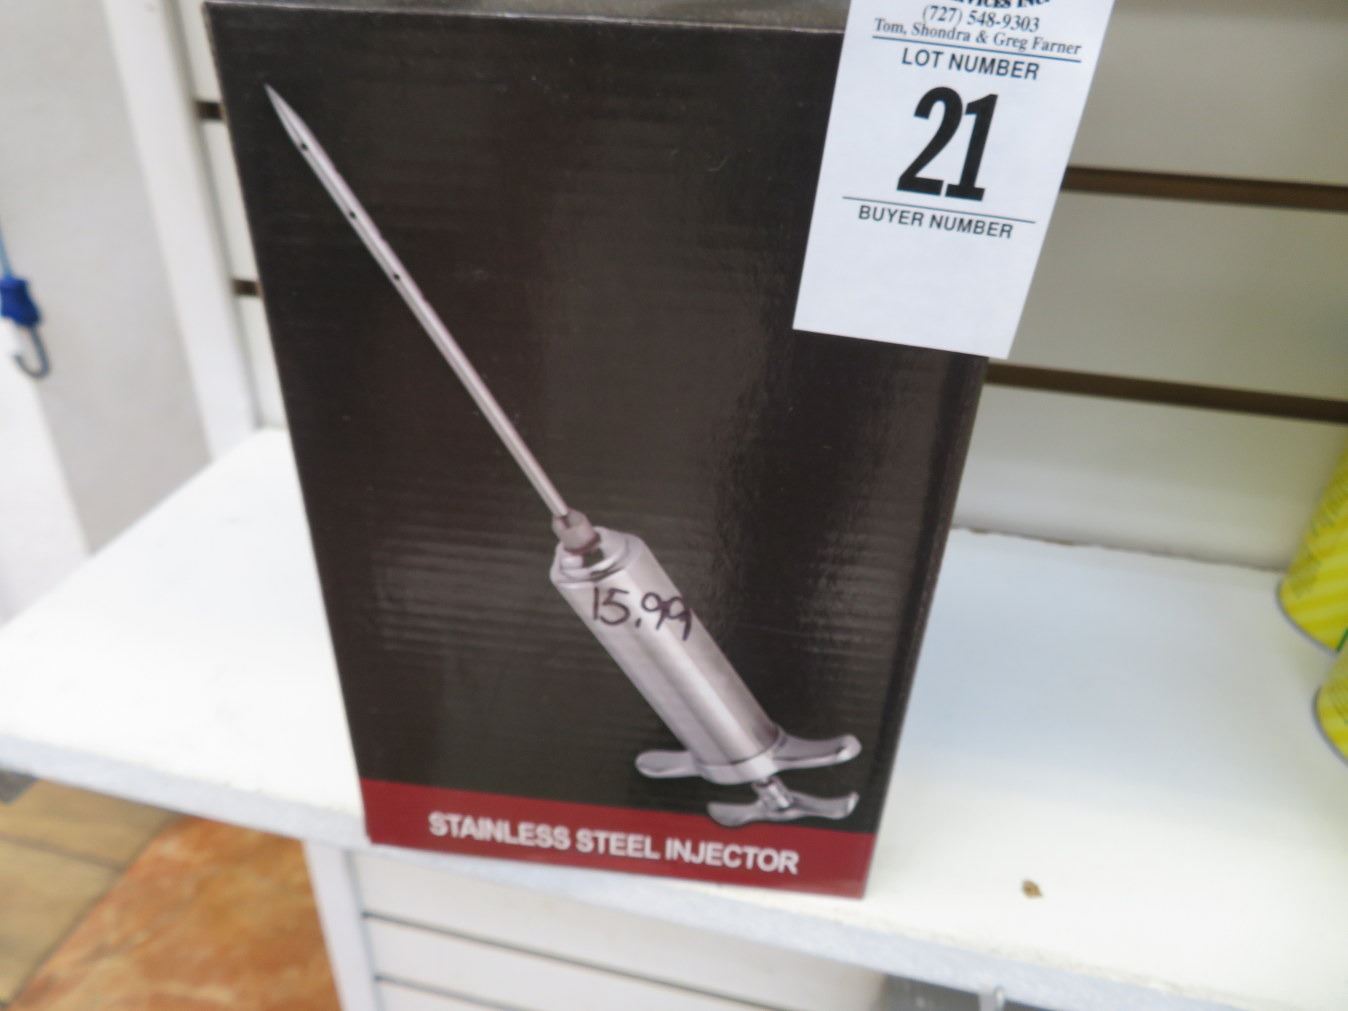 (727) 548-9303
Tom, Shondra & Greg Farner
LOT NUMBER
21
BUYER NUMBER
15.99
STAINLESS STEEL INJECTOR